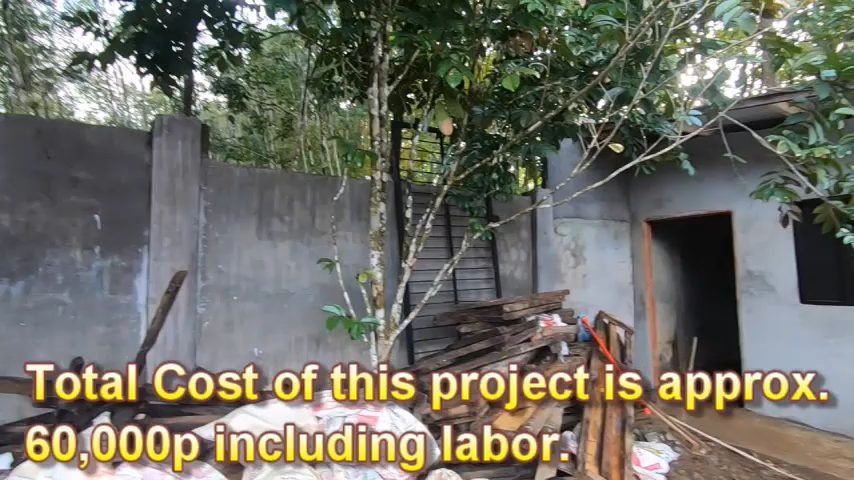 Total Cost of This Project is approx.
60,000p including labor.